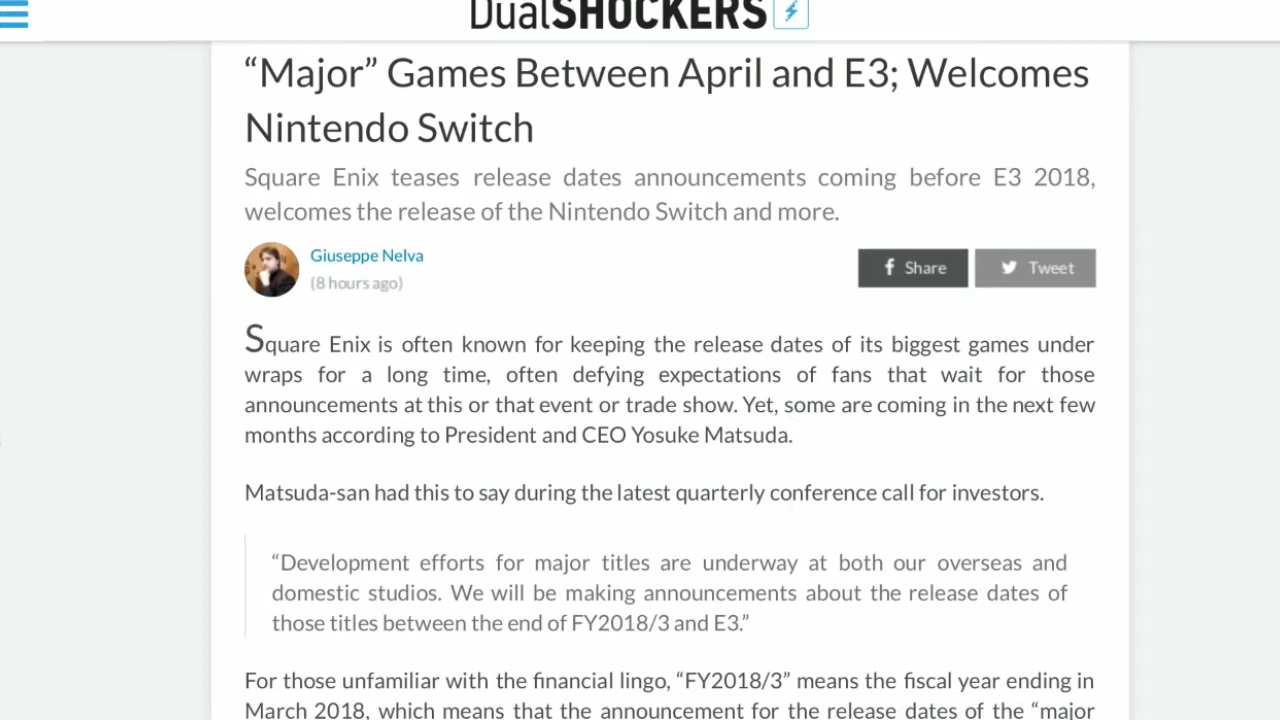 DualSHOCKERS
“Major” Games Between April and E3; Welcomes
Nintendo Switch
Square Enix teases release dates announcements coming before E3 2018,
welcomes the release of the Nintendo Switch and more.
Giuseppe Nelva
(8 hours ago)
Share
Tweet
Square Enix is often known for keeping the release dates of its biggest games under
wraps for a long time, often defying expectations of fans that wait for those
announcements at this or that event or trade show. Yet, some are coming in the next few
months according to President and CEO Yosuke Matsuda.
Matsuda-san had this to say during the latest quarterly conference call for investors.
“Development efforts for major titles are underway at both our overseas and
domestic studios. We will be making announcements about the release dates of
those titles between the end of FY2018/3 and E3.”
For those unfamiliar with the financial lingo, “FY2018/3” means the fiscal year ending in
March 2018, which means that the announcement for the release dates of the “major